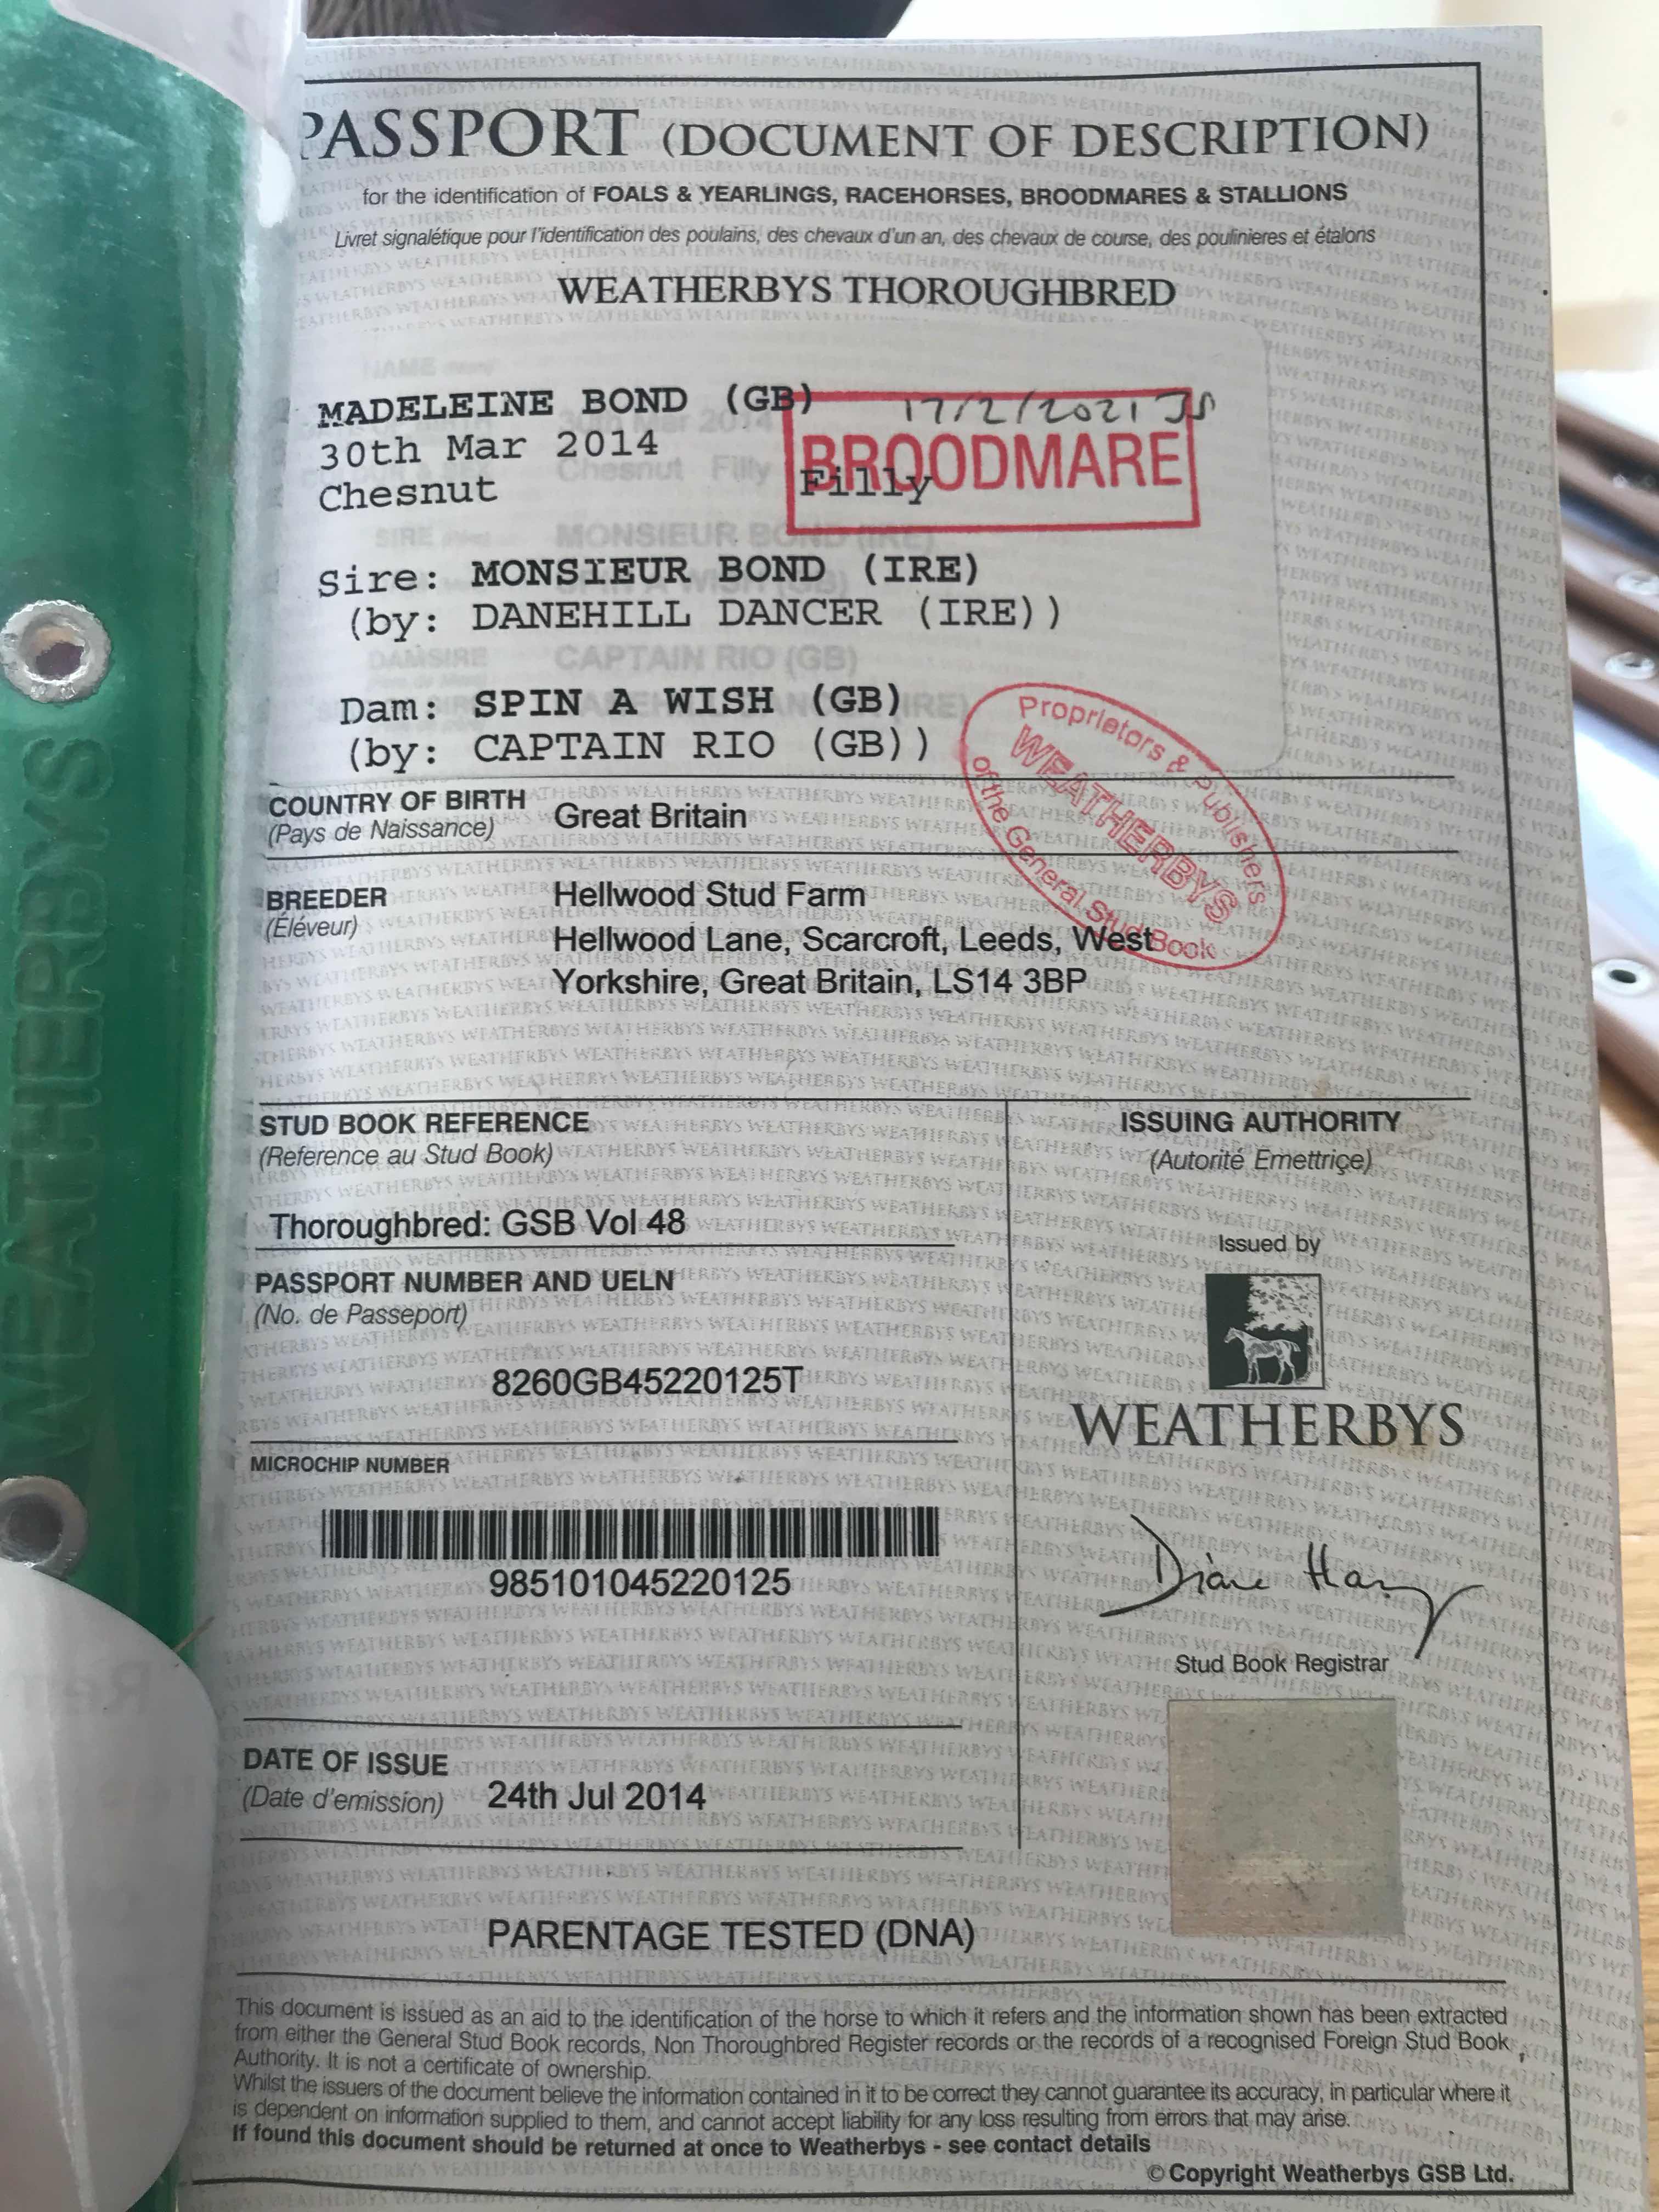 PASSPORT (DOCUMENT OF DESCRIPTION)
for the identification of FOALS & YEARLINGS, RACEHORSES, BROODMARES & STALLIONS
Livret signalétique pour l'identification des poulains, des chevaux d'un an, des chevaux de course, des poulinieres et étalons
WEATHERBYS THOROUGHBRED
MADELEINE BOND (GB)
17/2/2021 JS
30th Mar 2014
BROODMARE
Chesnut Filly
Sire: MONSIEUR BOND (IRE)
(by: DANEHILL DANCER (IRE))
Dam: SPIN A WISH (GB)
(by: CAPTAIN RIO (GB))
Proprietors & Publishers
WEATHERBYS
of the General Stud Book
COUNTRY OF BIRTH Great Britain
(Pays de Naissance)
BREEDER Hellwood Stud Farm
(Éléveur)
Hellwood Lane, Scarcroft, Leeds, West
Yorkshire, Great Britain, LS14 3BP
STUD BOOK REFERENCE
(Reference au Stud Book)
Thoroughbred: GSB Vol 48
PASSPORT NUMBER AND UELN
(No. de Passeport)
8260GB45220125T
MICROCHIP NUMBER
985101045220125
DATE OF ISSUE
(Date d'emission) 24th Jul 2014
ISSUING AUTHORITY
(Autorité Emettriçe)
Issued by
WEATHERBYS
Diane Han
Stud Book Registrar
PARENTAGE TESTED (DNA)
This document is issued as an aid to the identification of the horse to which it refers and the information shown has been extracted
from either the General Stud Book records, Non Thoroughbred Register records or the records of a recognised Foreign Stud Book
Authority. It is not a certificate of ownership.
Whilst the issuers of the document believe the information contained in it to be correct they cannot guarantee its accuracy, in particular where it
is dependent on information supplied to them, and cannot accept liability for any loss resulting from errors that may arise.
If found this document should be returned at once to Weatherbys - see contact details
© Copyright Weatherbys GSB Ltd.
WEATHERBYS